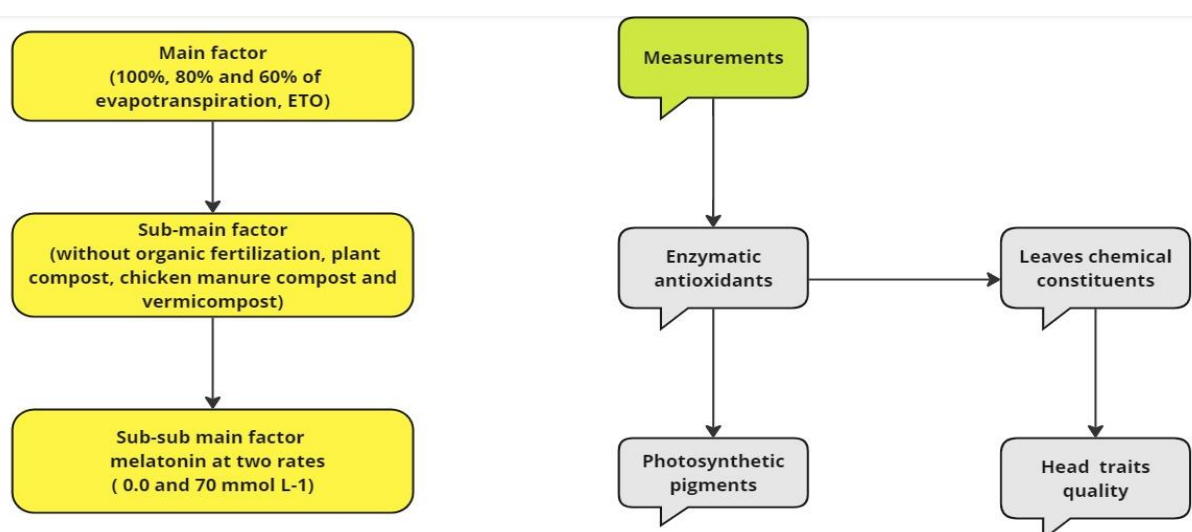 Main factor
(100%, 80% and 60% of
evapotranspiration, ETO)
Sub-main factor
(without organic fertilization, plant
compost, chicken manure compost and
vermicompost)
Sub-sub main factor
melatonin at two rates
( 0.0 and 70 mmol L-1)
Measurements
Enzymatic
antioxidants
Leaves chemical
constituents
Photosynthetic
pigments
Head traits
quality